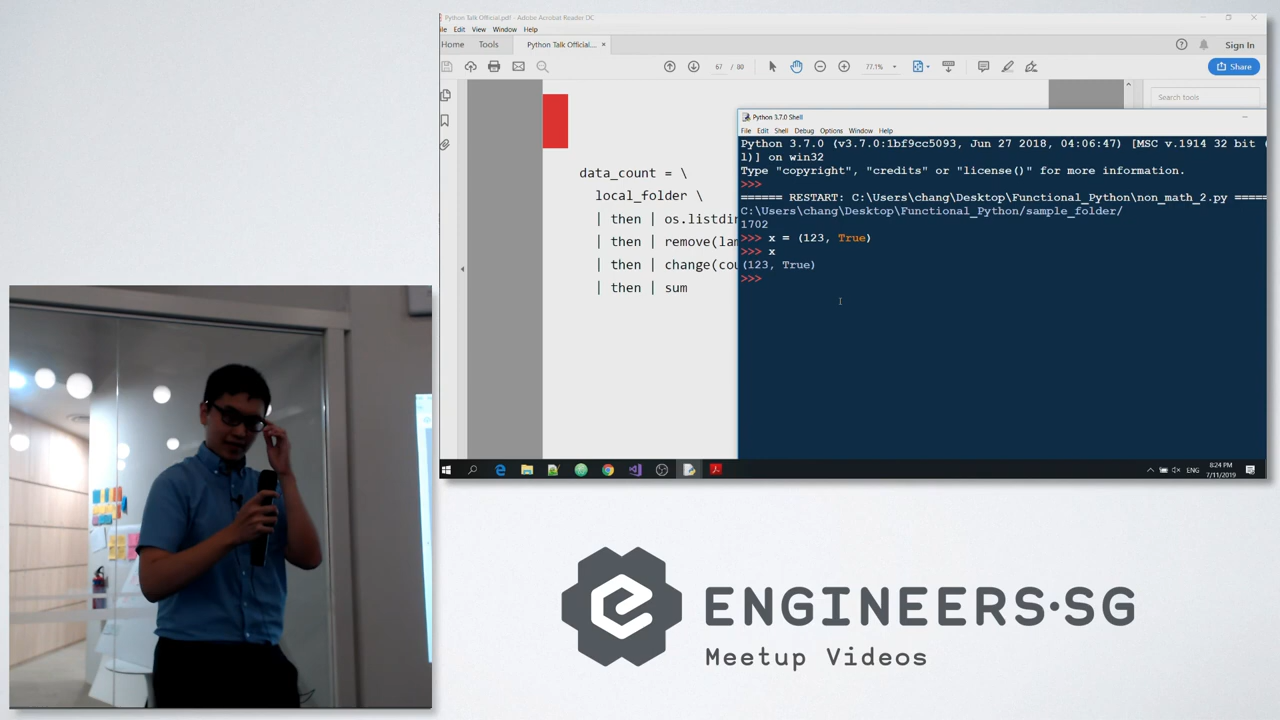 Python Talk Official.pdf - Adobe Acrobat Reader DC
ile Edit View Window Help
Home Tools Python Talk Official... × Sign In
67 / 80 77.1% Share
Search tools
data_count = \
local_folder \
| then | os.listdir
| then | remove(lam
| then | change(cou
| then | sum
Python 3.7.0 Shell
File Edit Shell Debug Options Window Help
Python 3.7.0 (v3.7.0:1bf9cc5093, Jun 27 2018, 04:06:47) [MSC v.1914 32 bit (
l)] on win32
Type "copyright", "credits" or "license()" for more information.
>>>
====== RESTART: C:\Users\chang\Desktop\Functional_Python\non_math_2.py =====
C:\Users\chang\Desktop\Functional_Python/sample_folder/
1702
>>> x = (123, True)
>>> x
(123, True)
>>>
ENG
8:24 PM
7/11/2019
ENGINEERS·SG
Meetup Videos